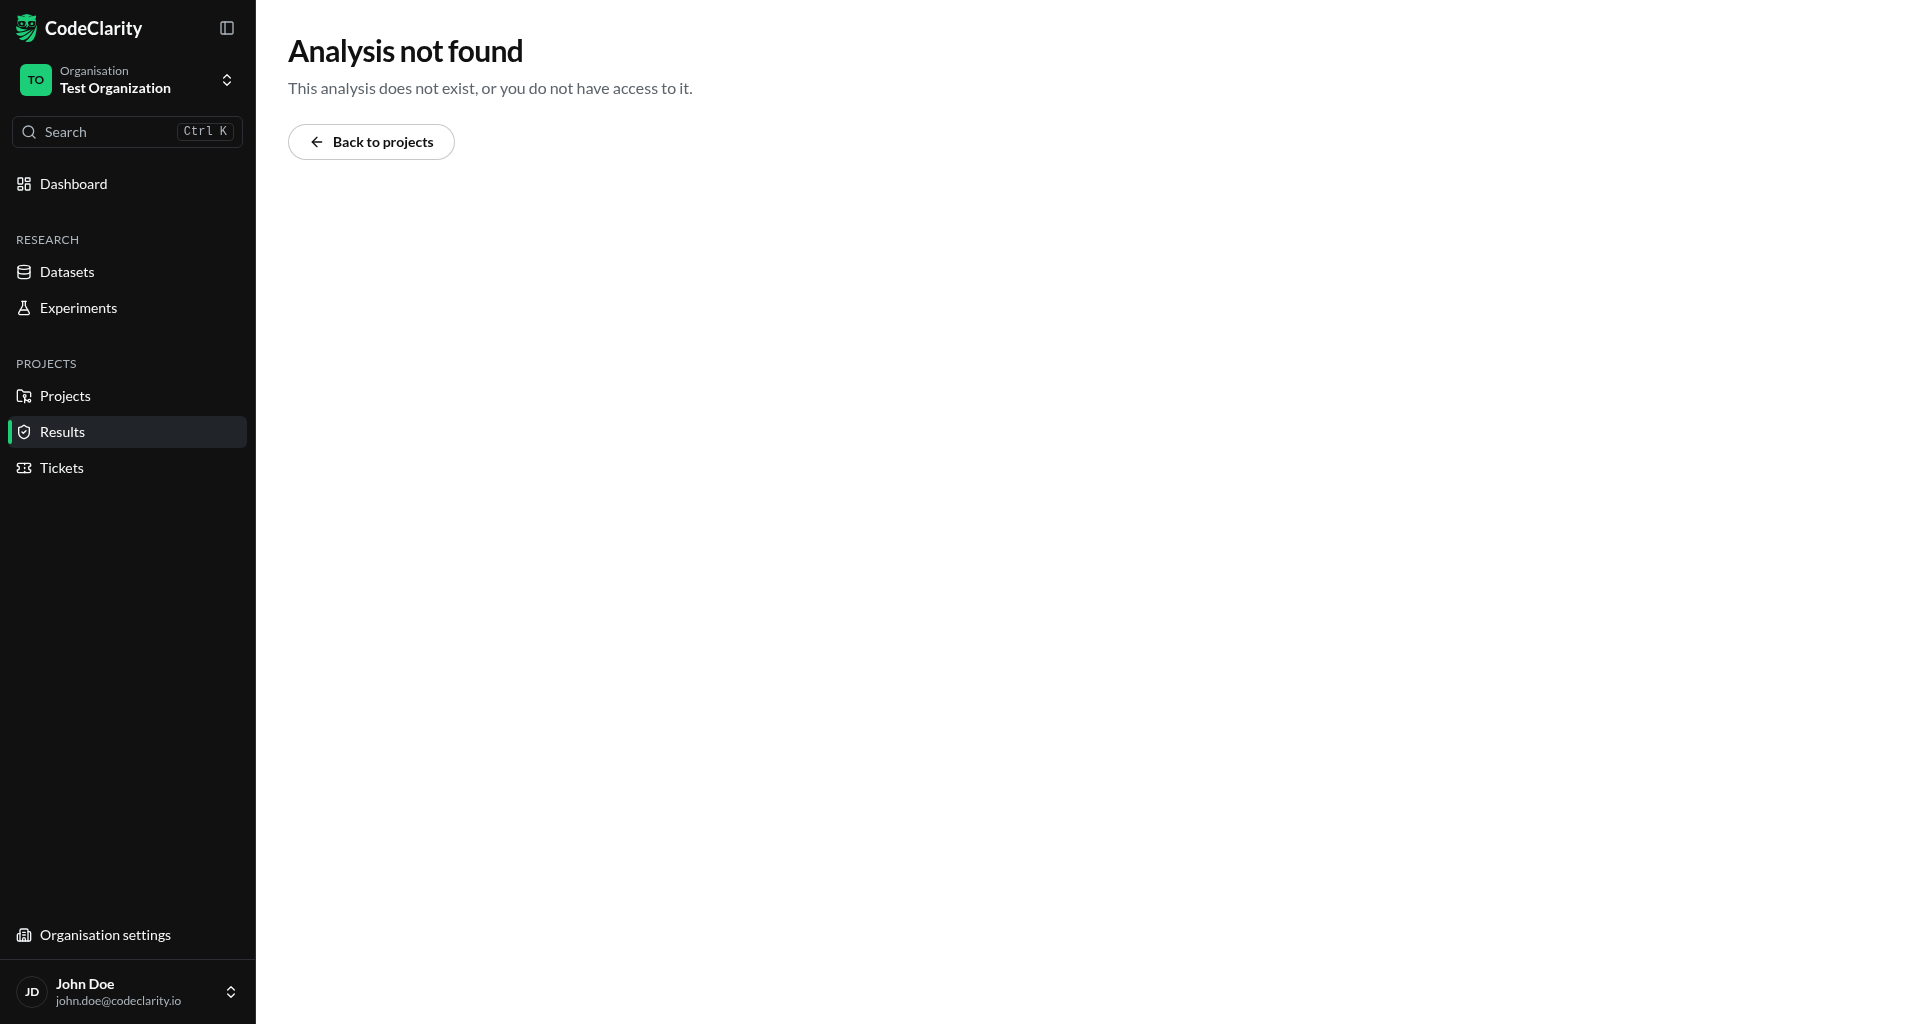 CodeClarity
TO
Organisation
Test Organization
Search
Ctrl K
Dashboard
RESEARCH
Datasets
Experiments
PROJECTS
Projects
Results
Tickets
Organisation settings
JD
John Doe
john.doe@codeclarity.io
Analysis not found
This analysis does not exist, or you do not have access to it.
Back to projects